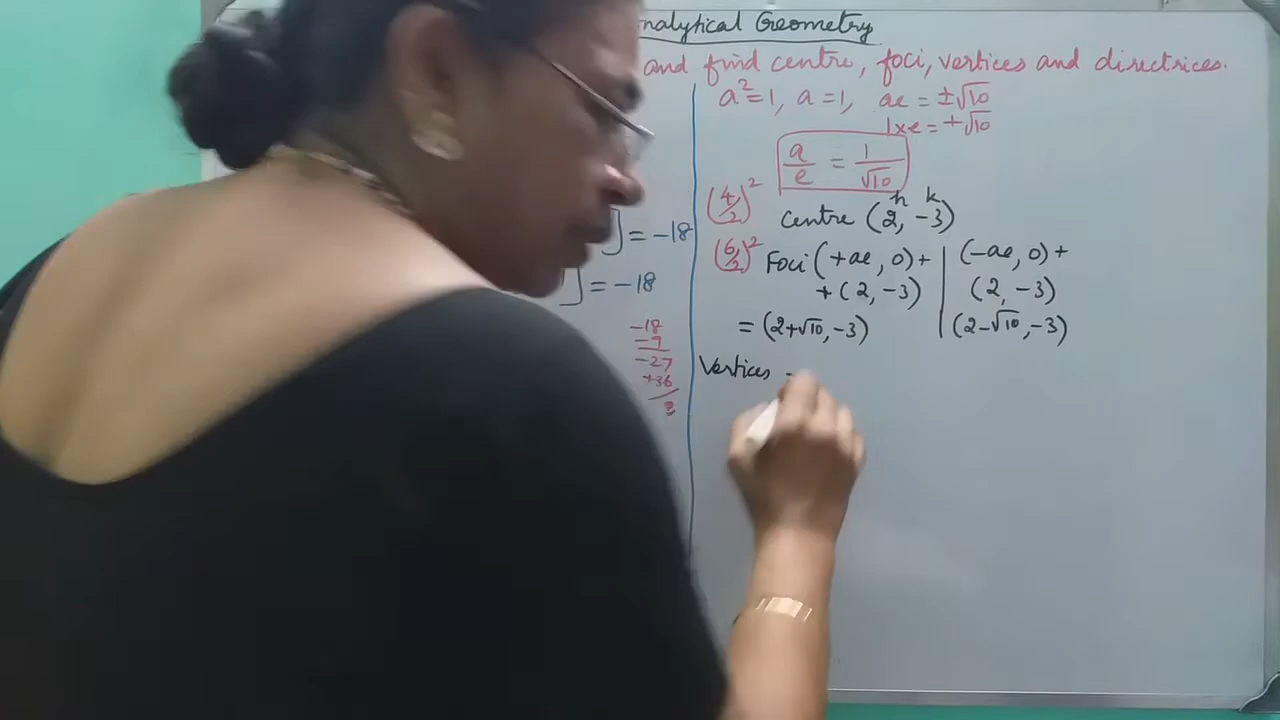 Analytical Geometry
and find centre, foci, vertices and directrices.
a²=1, a=1, ae = ±√10
1xe = +√10
a/e = 1/√10
(4/2)²
(6/2)²
] = -18
] = -18
-18
-9
-27
+36
Centre (2, -3)
h k
Foci (+ae, 0)+
+(2, -3)
= (2+√10, -3)
(-ae, 0)+
(2, -3)
(2-√10, -3)
Vertices